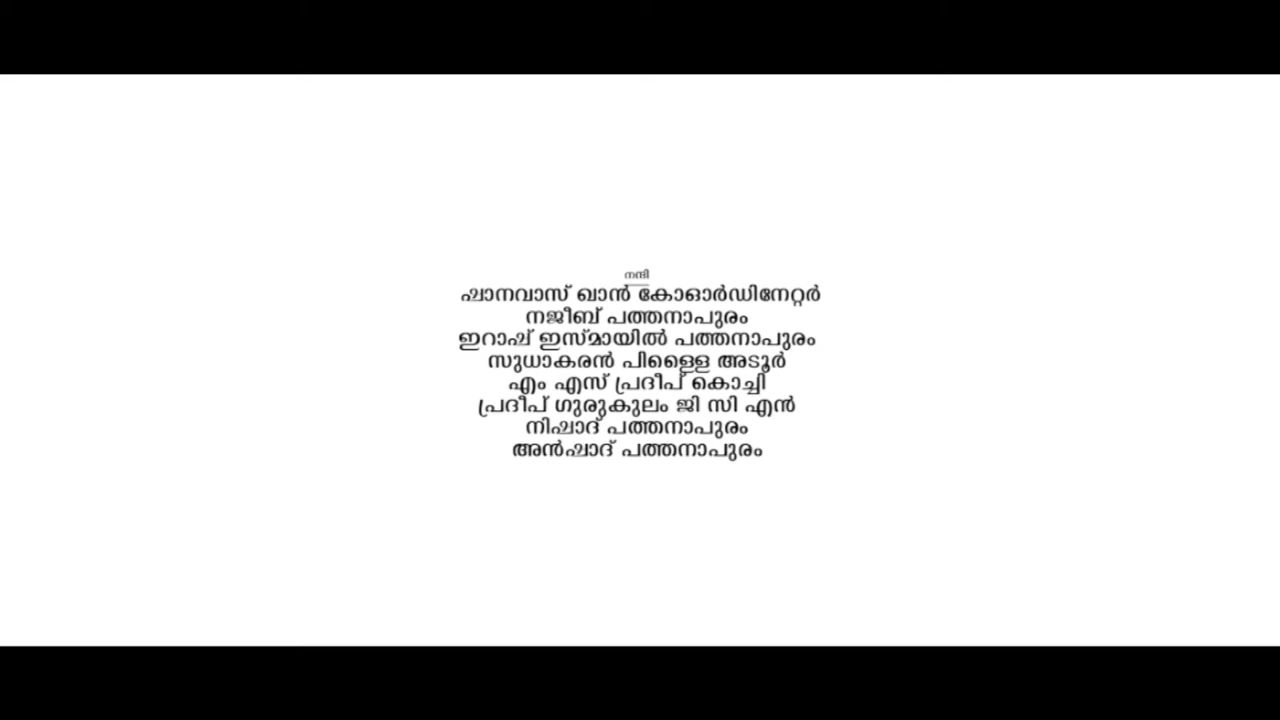 നന്ദി
ഷാനവാസ് ഖാൻ കോഓർഡിനേറ്റർ
നജീബ് പത്തനാപുരം
ഇറാഷ് ഇസ്മായിൽ പത്തനാപുരം
സുധാകരൻ പിള്ളൈ അടൂർ
എം എസ് പ്രദീപ് കൊച്ചി
പ്രദീപ് ഗുരുകുലം ജി സി എൻ
നിഷാദ് പത്തനാപുരം
അൻഷാദ് പത്തനാപുരം